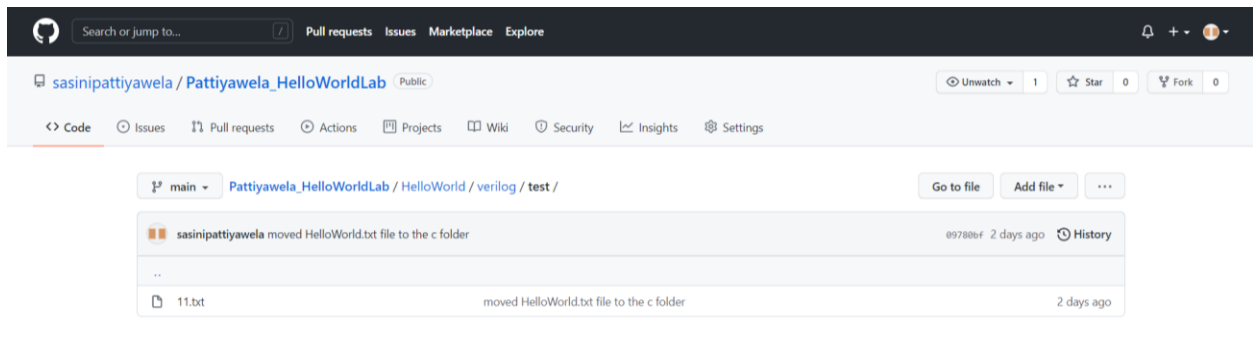 Search or jump to... / Pull requests Issues Marketplace Explore
sasinipattiyawela / Pattiyawela_HelloWorldLab Public Unwatch 1 Star 0 Fork 0
<> Code Issues Pull requests Actions Projects Wiki Security Insights Settings
main Pattiyawela_HelloWorldLab / HelloWorld / verilog / test / Go to file Add file ...
sasinipattiyawela moved HelloWorld.txt file to the c folder 09780bf 2 days ago History
..
11.txt moved HelloWorld.txt file to the c folder 2 days ago